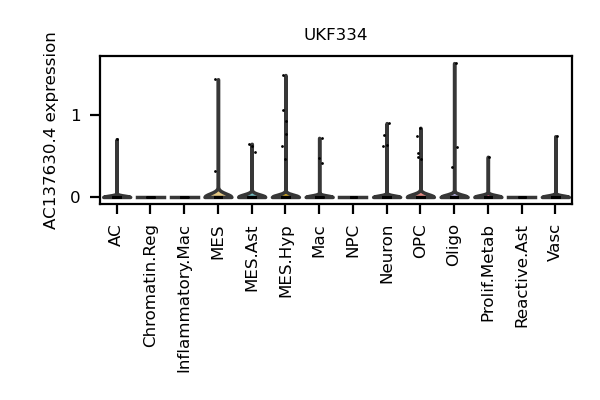 UKF334
AC137630.4 expression
1
0
AC
Chromatin.Reg
Inflammatory.Mac
MES
MES.Ast
MES.Hyp
Mac
NPC
Neuron
OPC
Oligo
Prolif.Metab
Reactive.Ast
Vasc